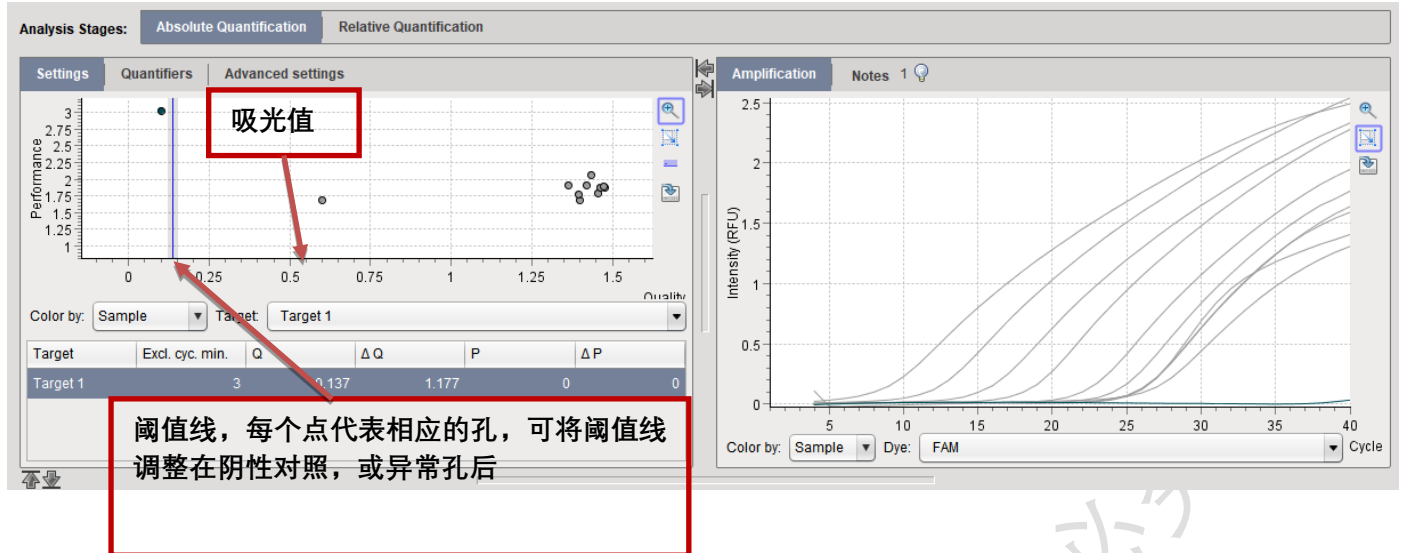 Analysis Stages: Absolute Quantification Relative Quantification
Settings Quantifiers Advanced settings
吸光值
Performance
3
2.75
2.5
2.25
2
1.75
1.5
1.25
1
0 0.25 0.5 0.75 1 1.25 1.5
Quality
Color by: Sample Target: Target 1
Target Excl. cyc. min. Q Δ Q P Δ P
Target 1 3 0.137 1.177 0 0
阈值线，每个点代表相应的孔，可将阈值线
调整在阴性对照，或异常孔后
Amplification Notes 1
Intensity (RFU)
2.5
2
1.5
1
0.5
0
5 10 15 20 25 30 35 40
Color by: Sample Dye: FAM Cycle